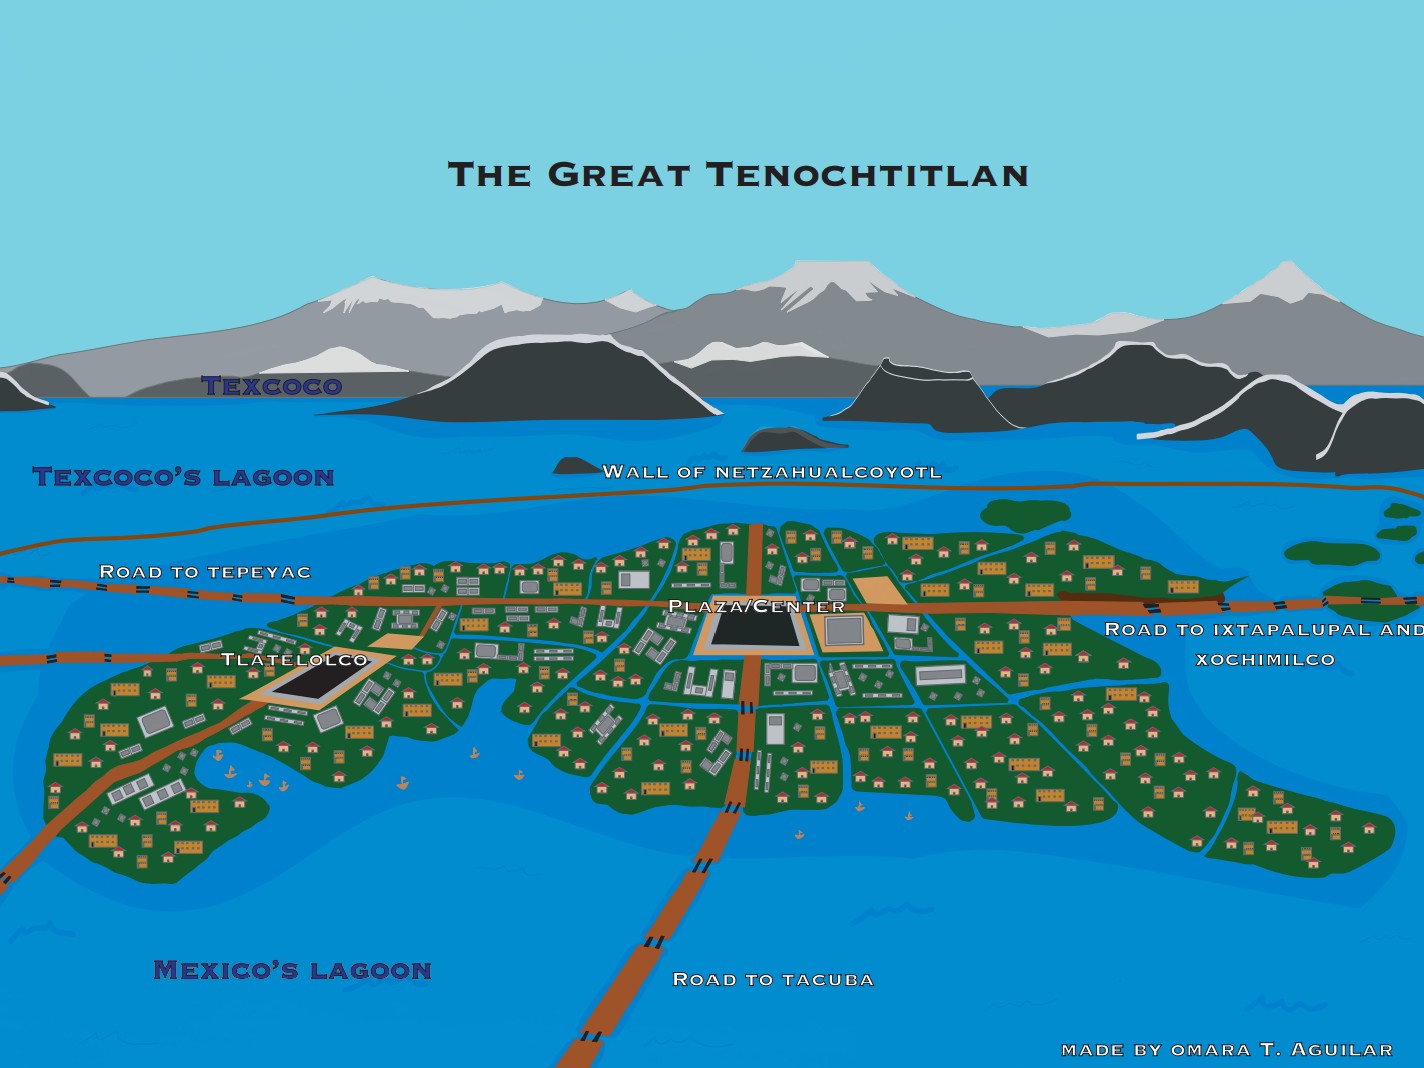 The Great Tenochtitlan
Texcoco
Texcoco's lagoon
Wall of netzahualcoyotl
Road to tepeyac
Plaza/Center
Road to ixtapalupal and
xochimilco
Tlatelolco
Mexico's lagoon
Road to tacuba
made by omara T. Aguilar